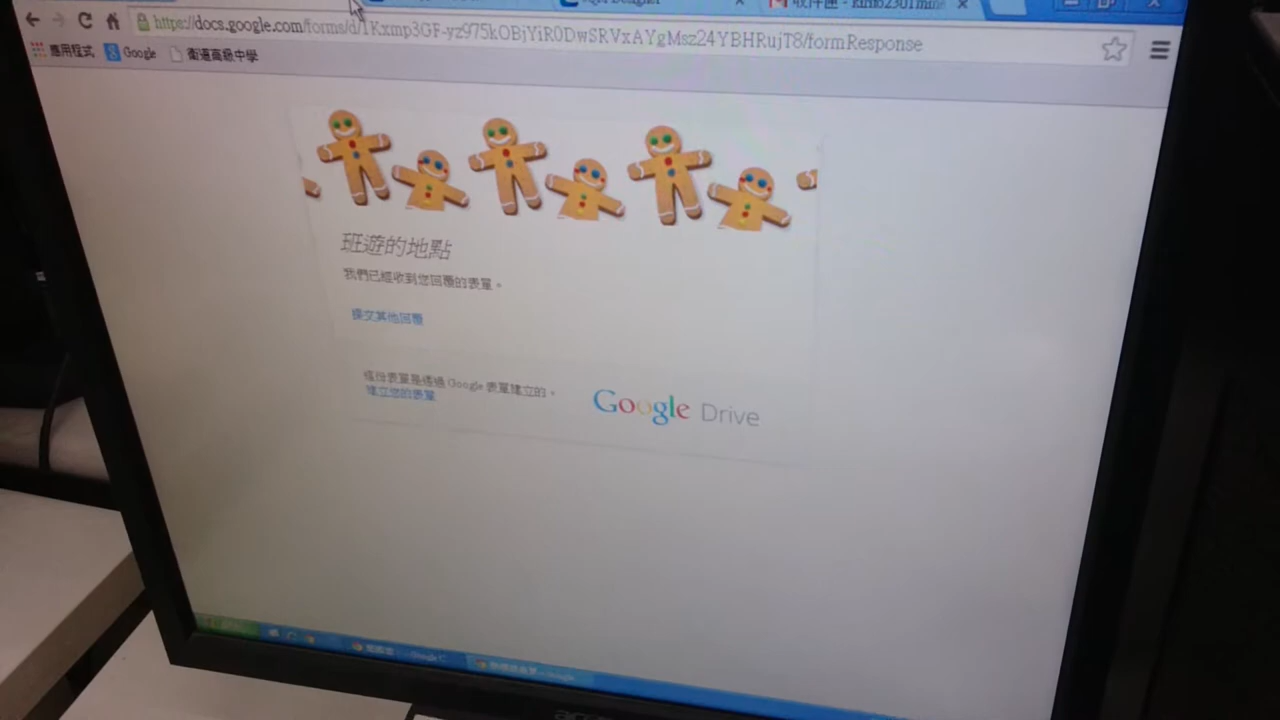 https://docs.google.com/forms/d/1Kxmp3GF-yz975kOBjYiR0DwSRVxAYgMsz24YBHRujT8/formResponse
應用程式 Google 衛道高級中學
班遊的地點
我們已經收到您回覆的表單。
提交其他回覆
這份表單是透過 Google 表單建立的。
建立您的表單
Google Drive